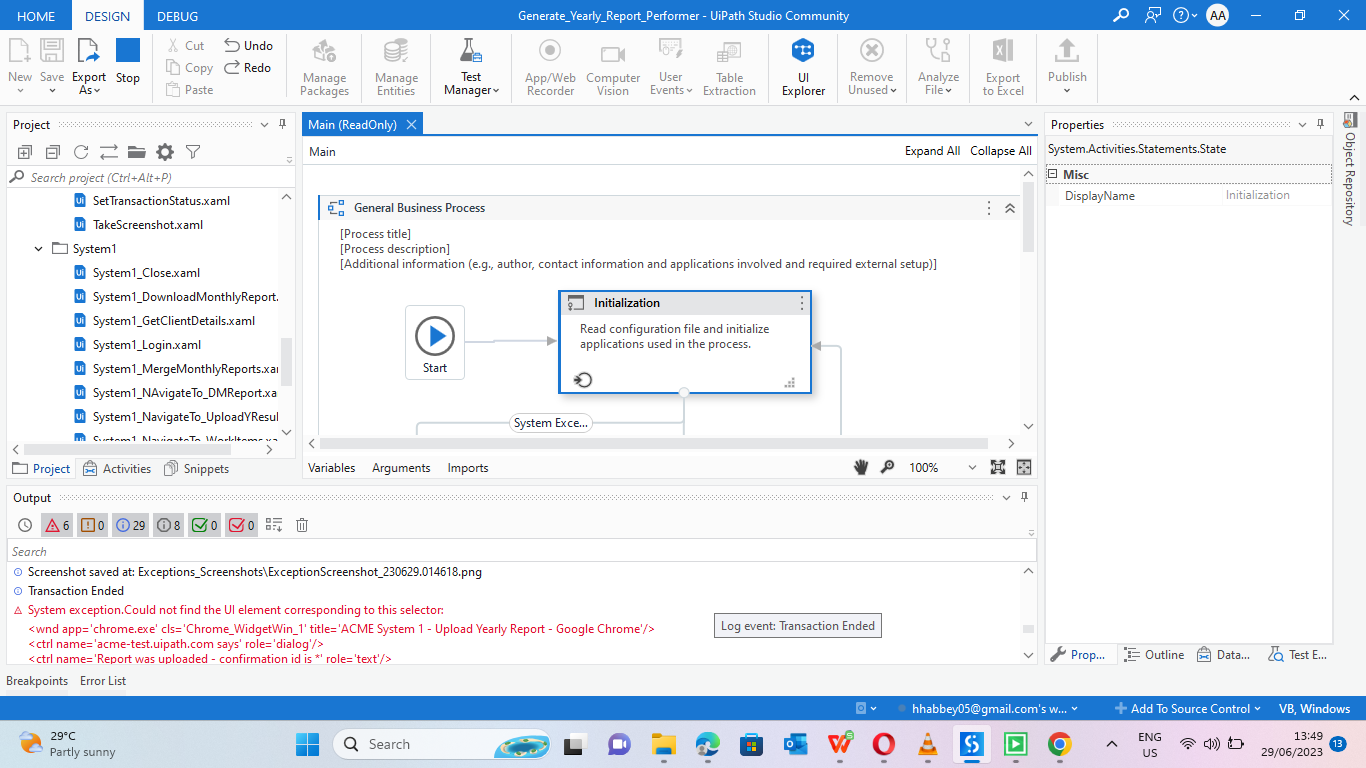 HOME
DESIGN
DEBUG
Generate_Yearly_Report_Performer - UiPath Studio Community
AA
New
Save
Export As
Stop
Cut
Copy
Paste
Undo
Redo
Manage Packages
Manage Entities
Test Manager
App/Web Recorder
Computer Vision
User Events
Table Extraction
UI Explorer
Remove Unused
Analyze File
Export to Excel
Publish
Project
Search project (Ctrl+Alt+P)
SetTransactionStatus.xaml
TakeScreenshot.xaml
System1
System1_Close.xaml
System1_DownloadMonthlyReport.
System1_GetClientDetails.xaml
System1_Login.xaml
System1_MergeMonthlyReports.xa
System1_NAvigateTo_DMReport.xa
System1_NavigateTo_UploadYResul
System1_NavigateTo_WorkItems.xa
Project
Activities
Snippets
Main (ReadOnly)
Main
Expand All
Collapse All
General Business Process
[Process title]
[Process description]
[Additional information (e.g., author, contact information and applications involved and required external setup)]
Start
Initialization
Read configuration file and initialize
applications used in the process.
System Exce...
Variables
Arguments
Imports
100%
Properties
System.Activities.Statements.State
Misc
DisplayName
Initialization
Object Repository
Prop...
Outline
Data...
Test E...
Output
6
0
29
8
0
0
Search
Screenshot saved at: Exceptions_Screenshots\ExceptionScreenshot_230629.014618.png
Transaction Ended
System exception.Could not find the UI element corresponding to this selector:
<wnd app='chrome.exe' cls='Chrome_WidgetWin_1' title='ACME System 1 - Upload Yearly Report - Google Chrome'/>
<ctrl name='acme-test.uipath.com says' role='dialog'/>
<ctrl name='Report was uploaded - confirmation id is *' role='text'/>
Log event: Transaction Ended
Breakpoints
Error List
hhabbey05@gmail.com's w...
Add To Source Control
VB, Windows
29°C
Partly sunny
Search
ENG
US
13:49
29/06/2023
13